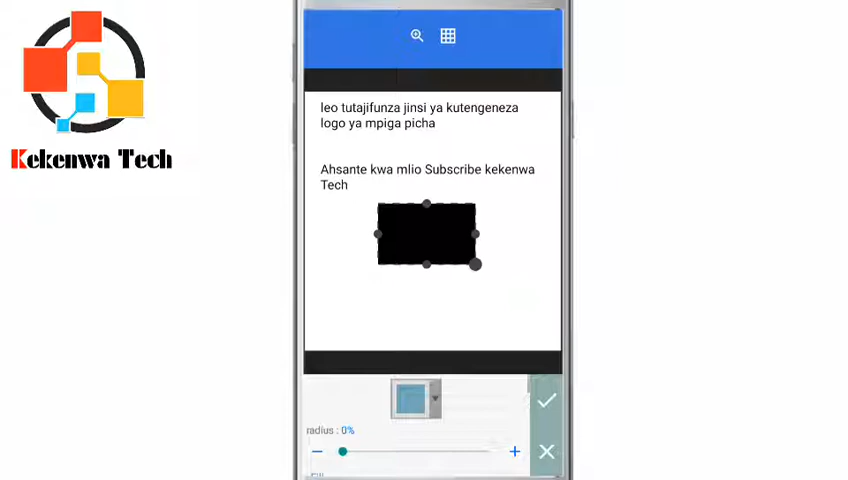 Kekenwa Tech
leo tutajifunza jinsi ya kutengeneza
logo ya mpiga picha
Ahsante kwa mlio Subscribe kekenwa
Tech
radius : 0%